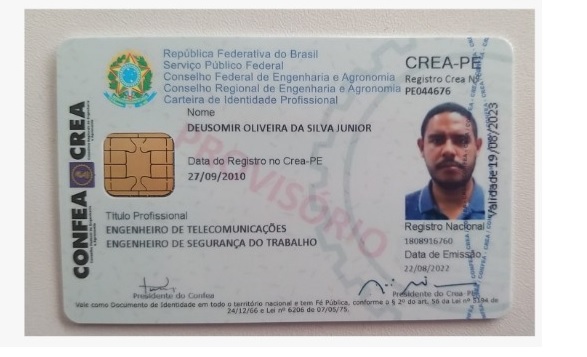 República Federativa do Brasil
Serviço Público Federal
Conselho Federal de Engenharia e Agronomia
Conselho Regional de Engenharia e Agronomia
Carteira de Identidade Profissional
CREA-PE
Registro Crea Nº
PE044676
Nome
DEUSOMIR OLIVEIRA DA SILVA JUNIOR
Data do Registro no Crea-PE
27/09/2010
PROVISÓRIO
Título Profissional
ENGENHEIRO DE TELECOMUNICAÇÕES
ENGENHEIRO DE SEGURANÇA DO TRABALHO
Registro Nacional
1808916760
Data de Emissão
22/08/2022
Validade 19/08/2023
CONFEA CREA
Presidente do Confea
Presidente do Crea-PE
Vale como Documento de Identidade em todo o território nacional e tem Fé Pública, conforme o § 2º do art. 56 da Lei nº 5194 de
24/12/66 e Lei nº 6206 de 07/05/75.